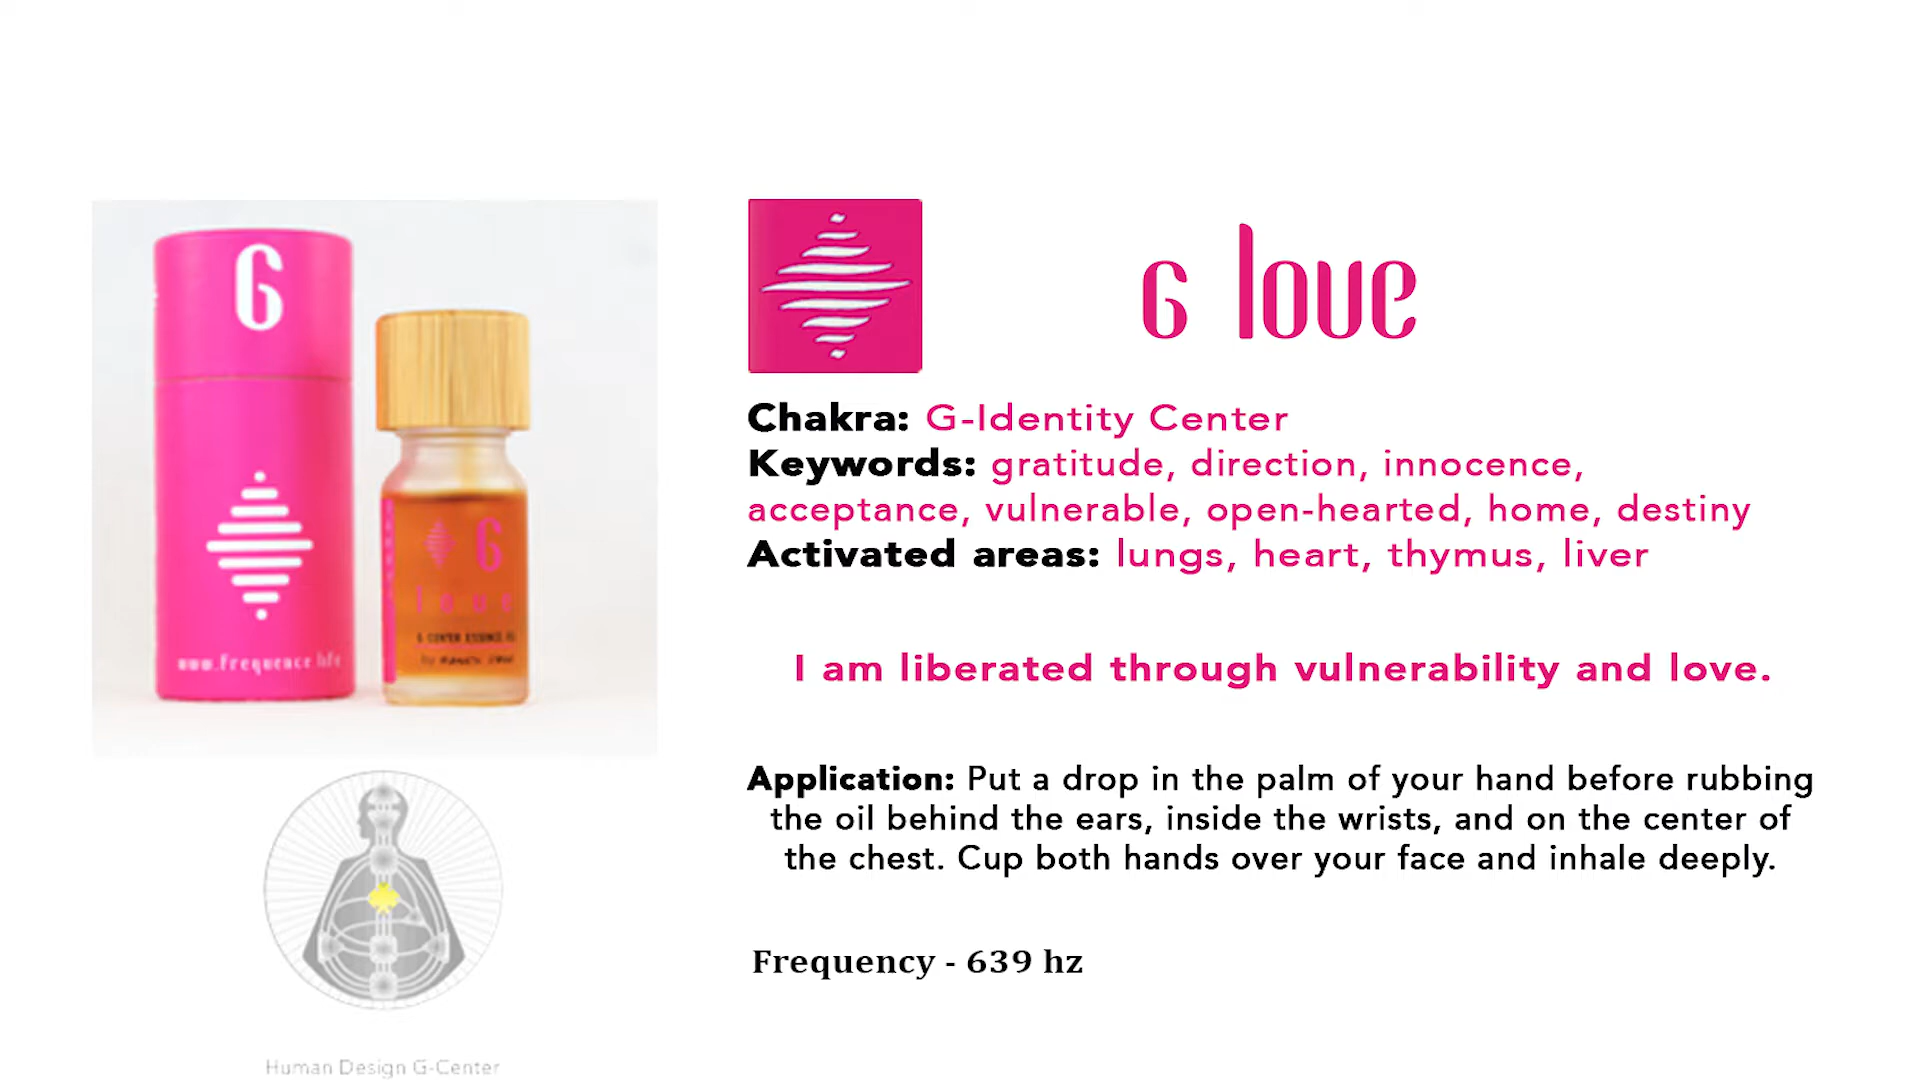 G
www.frequence.life
G
love
G CENTER ESSENCE
by
G love
Chakra: G-Identity Center
Keywords: gratitude, direction, innocence,
acceptance, vulnerable, open-hearted, home, destiny
Activated areas: lungs, heart, thymus, liver
I am liberated through vulnerability and love.
Application: Put a drop in the palm of your hand before rubbing
the oil behind the ears, inside the wrists, and on the center of
the chest. Cup both hands over your face and inhale deeply.
Frequency - 639 hz
Human Design G-Center